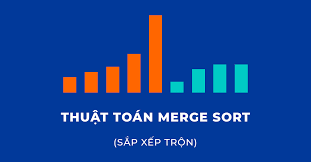 THUẬT TOÁN MERGE SORT
(SẮP XẾP TRỘN)